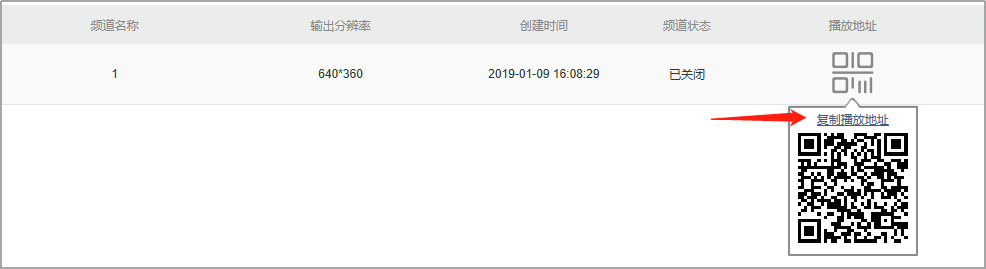 频道名称 输出分辨率 创建时间 频道状态 播放地址
1 640*360 2019-01-09 16:08:29 已关闭
复制播放地址